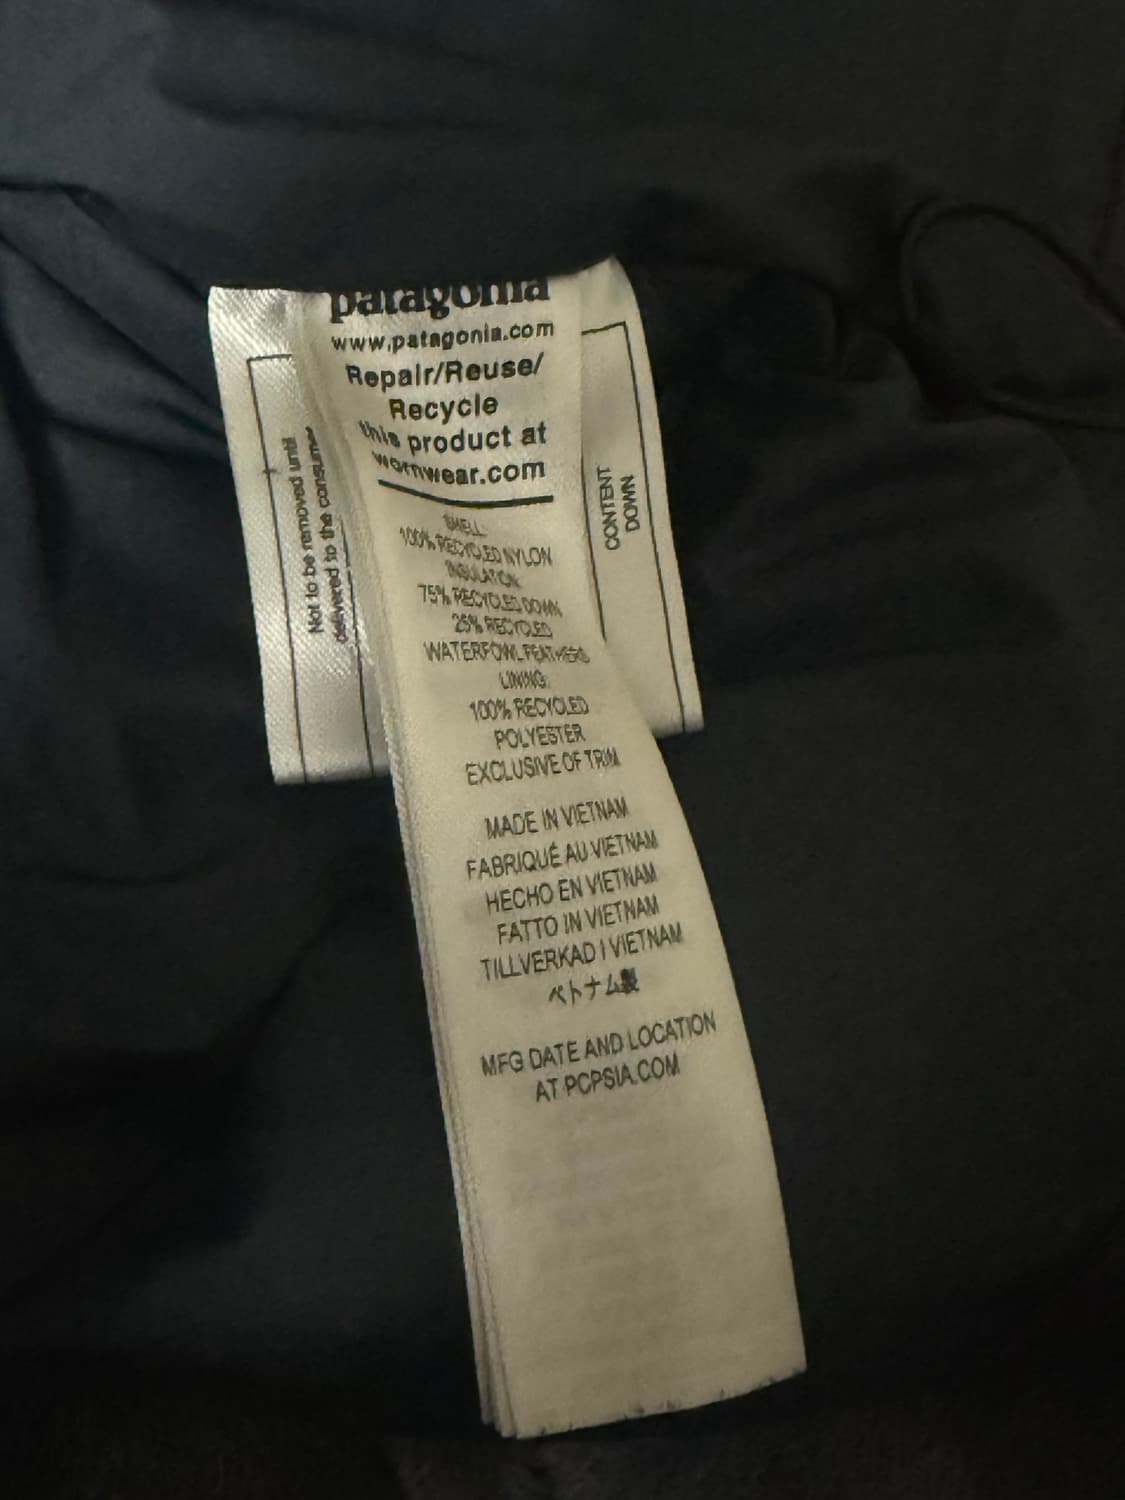 patagonia
www.patagonia.com
Repair/Reuse/
Recycle
this product at
wornwear.com
SHELL:
100% RECYCLED NYLON
INSULATION:
75% RECYCLED DOWN,
25% RECYCLED
WATERFOWL FEATHERS
LINING:
100% RECYCLED
POLYESTER
EXCLUSIVE OF TRIM
MADE IN VIETNAM
FABRIQUÉ AU VIETNAM
HECHO EN VIETNAM
FATTO IN VIETNAM
TILLVERKAD I VIETNAM
ベトナム製
MFG DATE AND LOCATION
AT PCPSIA.COM
Not to be removed until
delivered to the consumer
CONTENT
DOWN